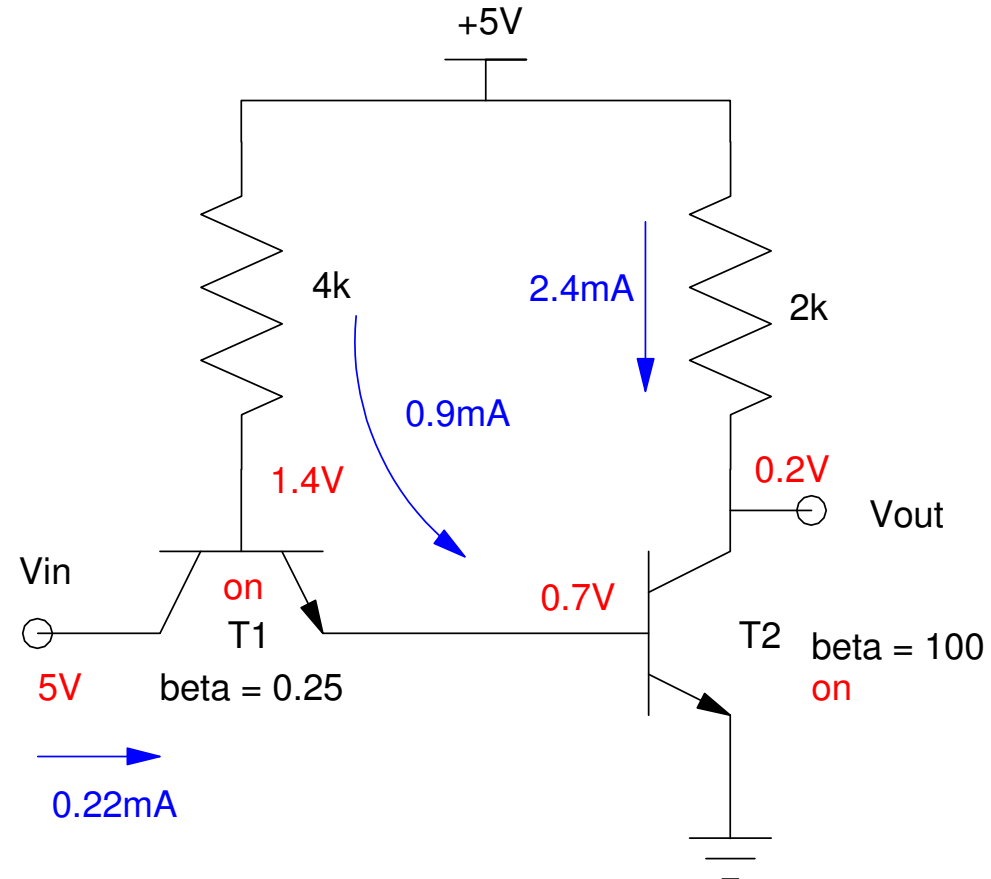 +5V
4k
2.4mA
2k
0.9mA
1.4V
0.2V
Vout
Vin
on
0.7V
T1
T2
beta = 100
5V
beta = 0.25
on
0.22mA